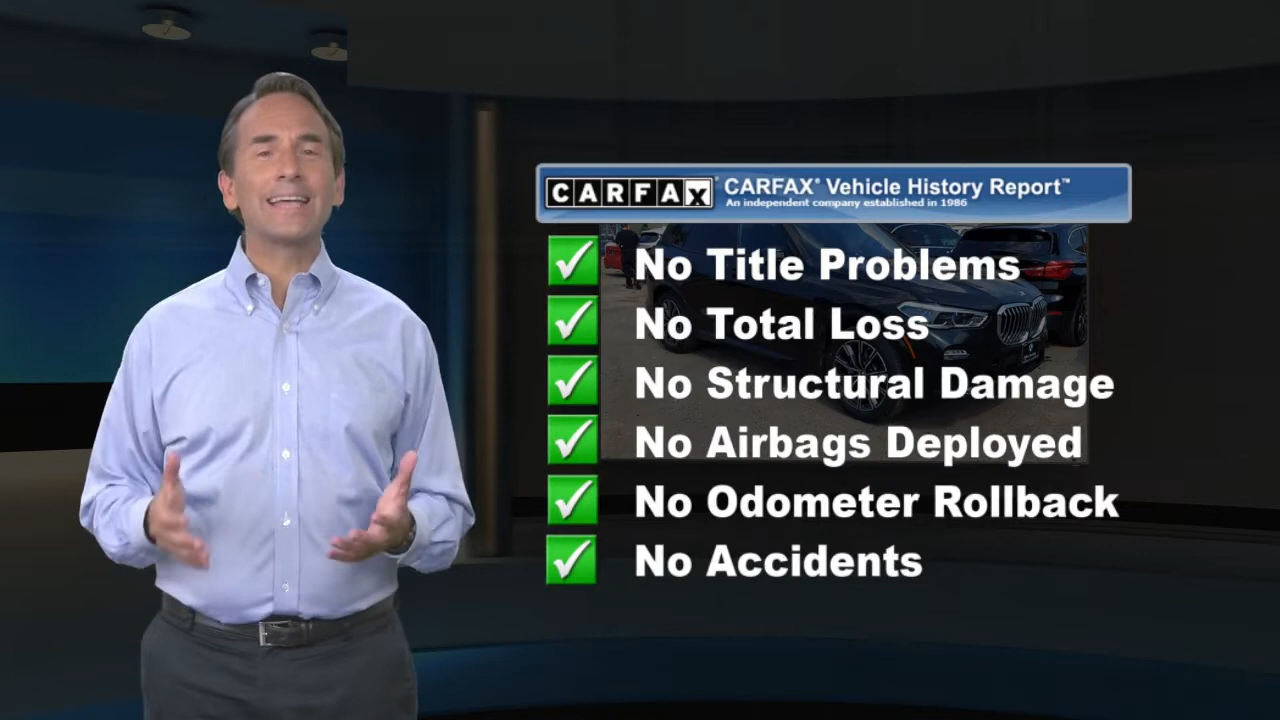 CARFAX
CARFAX® Vehicle History Report™
An independent company established in 1986
No Title Problems
No Total Loss
No Structural Damage
No Airbags Deployed
No Odometer Rollback
No Accidents